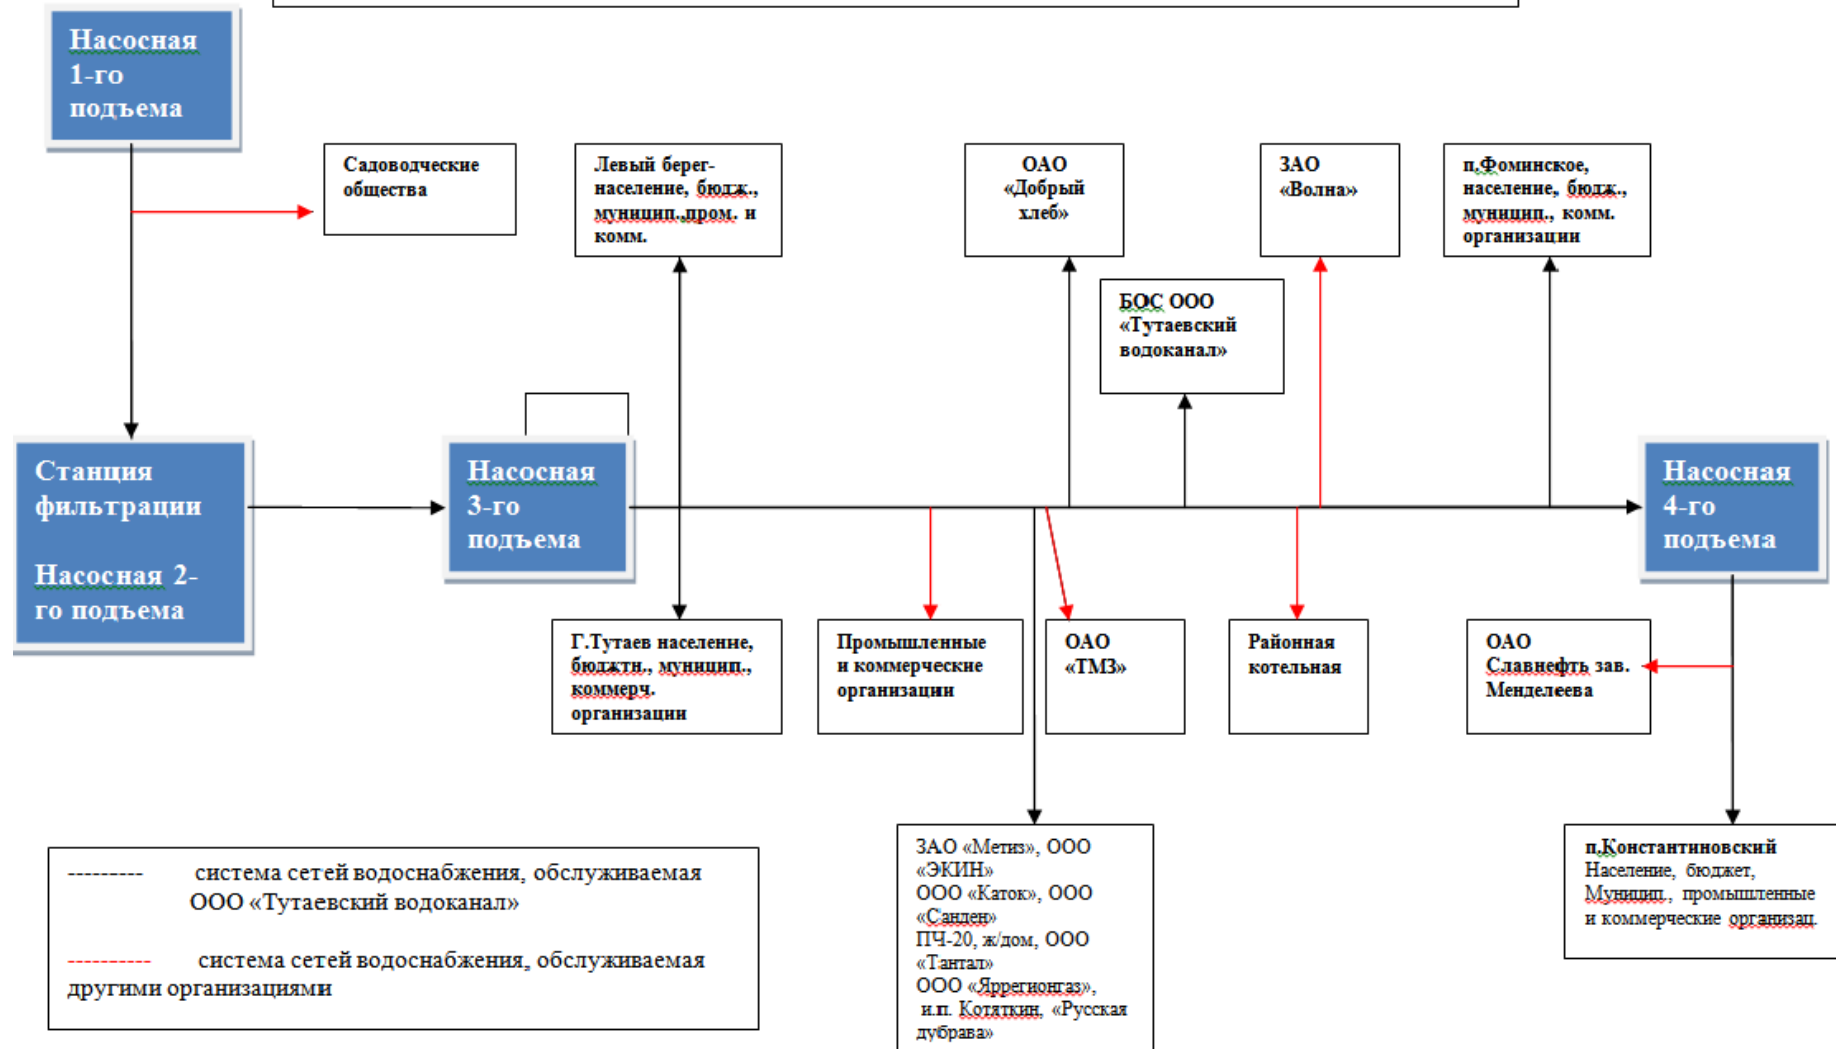 Насосная
1-го
подъема
Садоводческие
общества
Левый берег-
население, бюдж.,
муницип.,пром. и
комм.
ОАО
«Добрый
хлеб»
ЗАО
«Волна»
п.Фоминское,
население, бюдж.,
муницип., комм.
организации
БОС ООО
«Тутаевский
водоканал»
Станция
фильтрации
Насосная 2-
го подъема
Насосная
3-го
подъема
Насосная
4-го
подъема
Г.Тутаев население,
бюджтн., муницип.,
коммерч.
организации
Промышленные
и коммерческие
организации
ОАО
«ТМЗ»
Районная
котельная
ОАО
Славнефть зав.
Менделеева
--------- система сетей водоснабжения, обслуживаемая
ООО «Тутаевский водоканал»
---------- система сетей водоснабжения, обслуживаемая
другими организациями
ЗАО «Метиз», ООО
«ЭКИН»
ООО «Каток», ООО
«Санден»
ПЧ-20, ж/дом, ООО
«Тантал»
ООО «Яррегионгаз»,
и.п. Котяткин, «Русская
дубрава»
п.Константиновский
Население, бюджет,
Муницип., промышленные
и коммерческие организац.